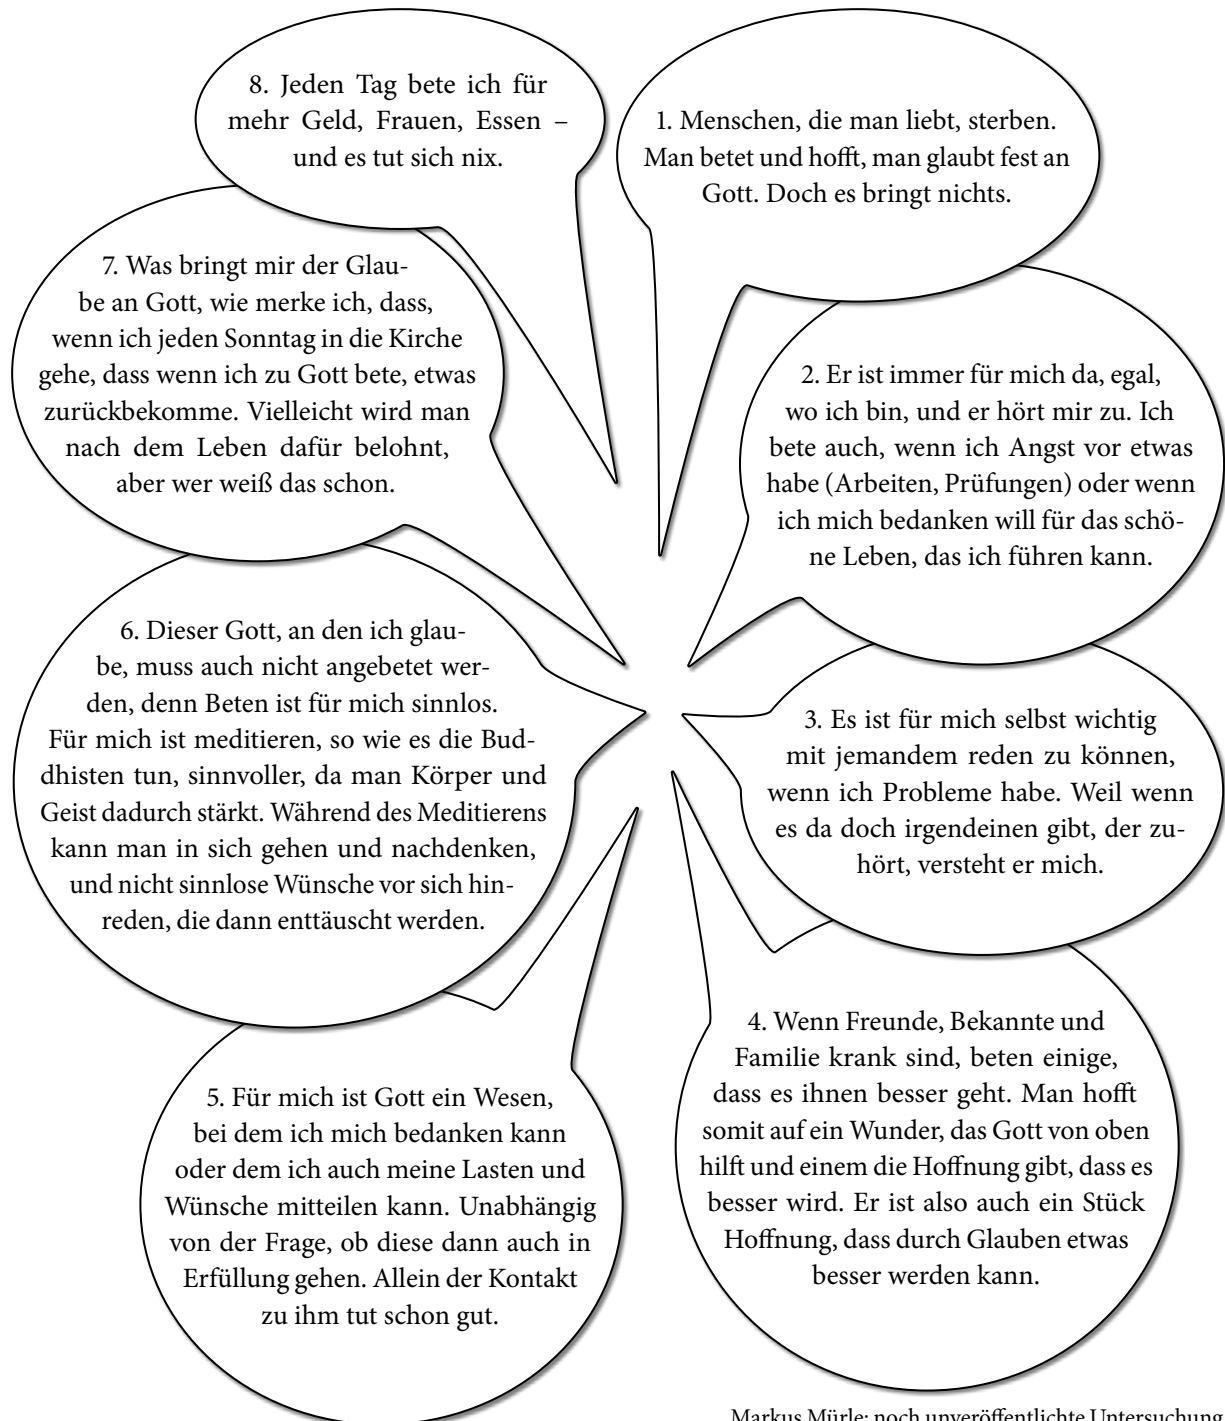 8. Jeden Tag bete ich für
mehr Geld, Frauen, Essen –
und es tut sich nix.
1. Menschen, die man liebt, sterben.
Man betet und hofft, man glaubt fest an
Gott. Doch es bringt nichts.
7. Was bringt mir der Glau-
be an Gott, wie merke ich, dass,
wenn ich jeden Sonntag in die Kirche
gehe, dass wenn ich zu Gott bete, etwas
zurückbekomme. Vielleicht wird man
nach dem Leben dafür belohnt,
aber wer weiß das schon.
2. Er ist immer für mich da, egal,
wo ich bin, und er hört mir zu. Ich
bete auch, wenn ich Angst vor etwas
habe (Arbeiten, Prüfungen) oder wenn
ich mich bedanken will für das schö-
ne Leben, das ich führen kann.
6. Dieser Gott, an den ich glau-
be, muss auch nicht angebetet wer-
den, denn Beten ist für mich sinnlos.
Für mich ist meditieren, so wie es die Bud-
dhisten tun, sinnvoller, da man Körper und
Geist dadurch stärkt. Während des Meditierens
kann man in sich gehen und nachdenken,
und nicht sinnlose Wünsche vor sich hin-
reden, die dann enttäuscht werden.
3. Es ist für mich selbst wichtig
mit jemandem reden zu können,
wenn ich Probleme habe. Weil wenn
es da doch irgendeinen gibt, der zu-
hört, versteht er mich.
5. Für mich ist Gott ein Wesen,
bei dem ich mich bedanken kann
oder dem ich auch meine Lasten und
Wünsche mitteilen kann. Unabhängig
von der Frage, ob diese dann auch in
Erfüllung gehen. Allein der Kontakt
zu ihm tut schon gut.
4. Wenn Freunde, Bekannte und
Familie krank sind, beten einige,
dass es ihnen besser geht. Man hofft
somit auf ein Wunder, das Gott von oben
hilft und einem die Hoffnung gibt, dass es
besser wird. Er ist also auch ein Stück
Hoffnung, dass durch Glauben etwas
besser werden kann.
Markus Mürle: noch unveröffentlichte Untersuchung